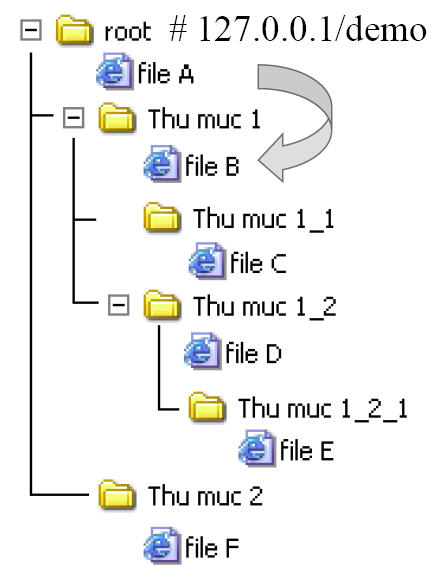 root # 127.0.0.1/demo
file A
Thu muc 1
file B
Thu muc 1_1
file C
Thu muc 1_2
file D
Thu muc 1_2_1
file E
Thu muc 2
file F